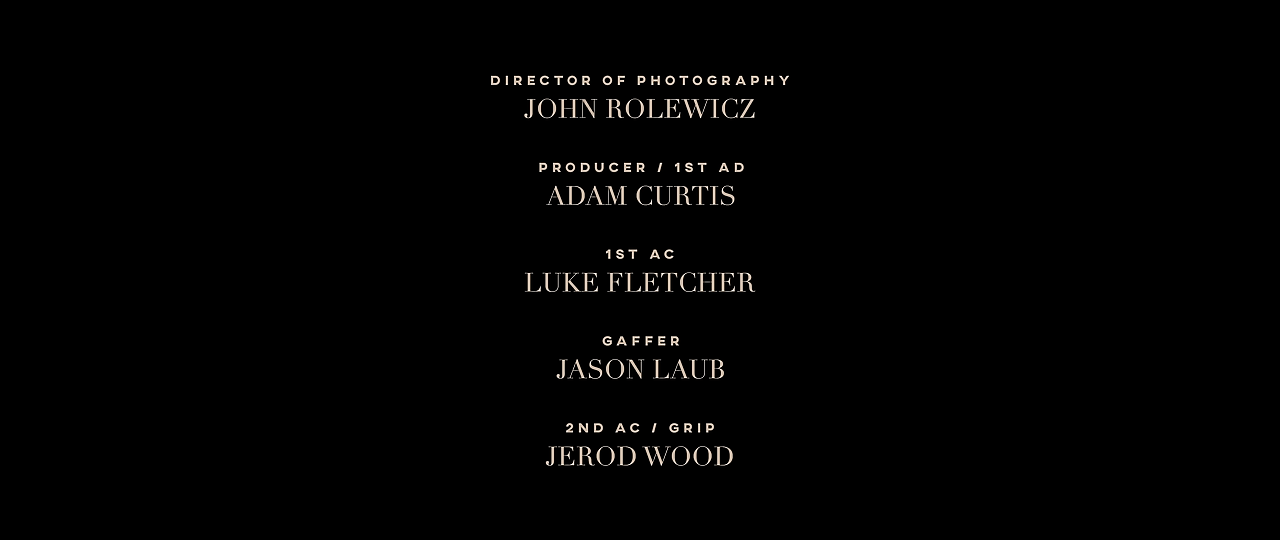 DIRECTOR OF PHOTOGRAPHY
JOHN ROLEWICZ
PRODUCER / 1ST AD
ADAM CURTIS
1ST AC
LUKE FLETCHER
GAFFER
JASON LAUB
2ND AC / GRIP
JEROD WOOD